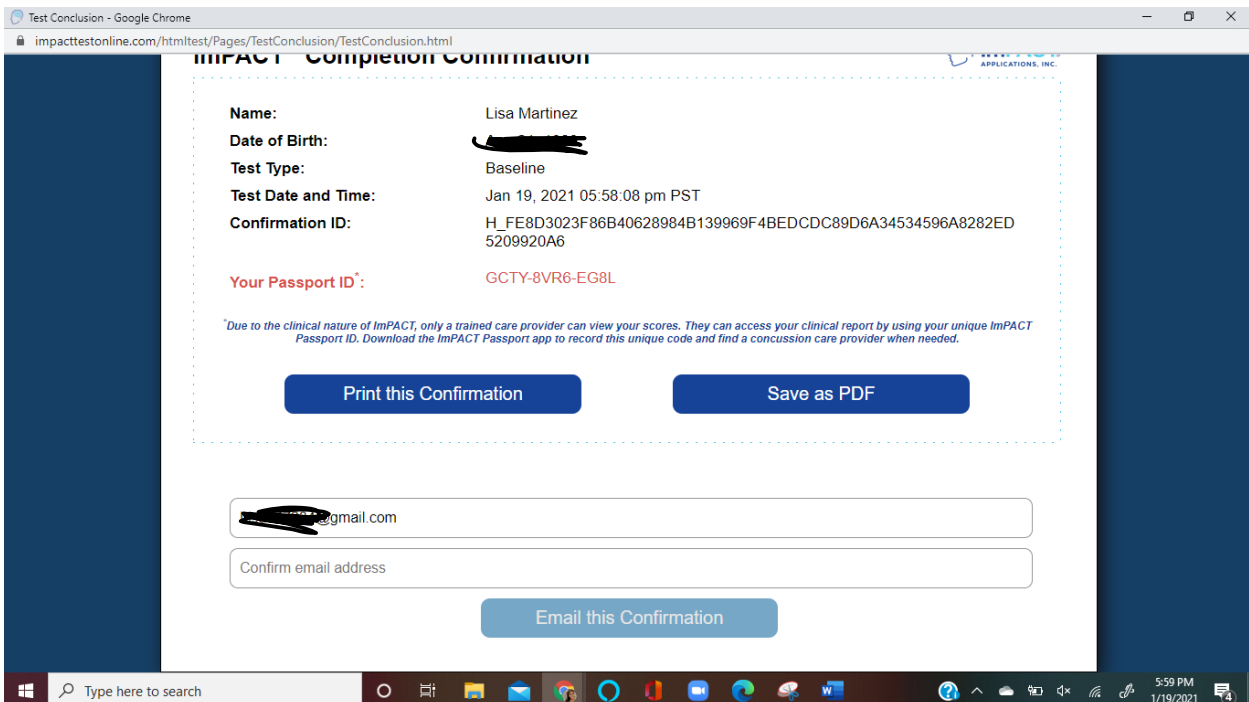 Test Conclusion - Google Chrome
impacttestonline.com/htmltest/Pages/TestConclusion/TestConclusion.html
ImPACT Completion Confirmation
APPLICATIONS, INC.
Name: Lisa Martinez
Date of Birth:
Test Type: Baseline
Test Date and Time: Jan 19, 2021 05:58:08 pm PST
Confirmation ID: H_FE8D3023F86B40628984B139969F4BEDCDC89D6A34534596A8282ED
5209920A6
Your Passport ID*: GCTY-8VR6-EG8L
*Due to the clinical nature of ImPACT, only a trained care provider can view your scores. They can access your clinical report by using your unique ImPACT
Passport ID. Download the ImPACT Passport app to record this unique code and find a concussion care provider when needed.
Print this Confirmation Save as PDF
@gmail.com
Confirm email address
Email this Confirmation
Type here to search
5:59 PM
1/19/2021
4